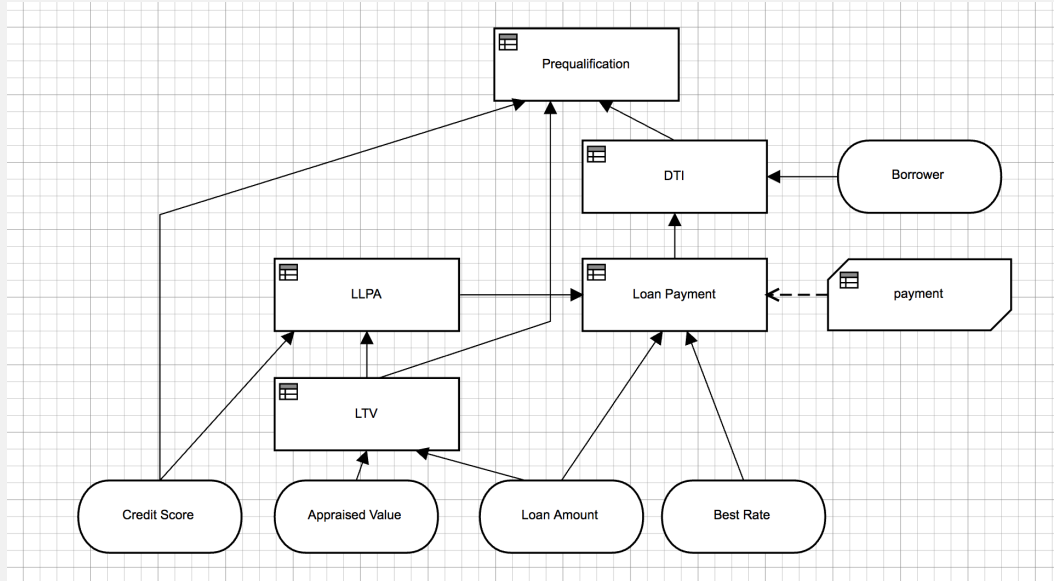 Prequalification
DTI
Borrower
LLPA
Loan Payment
payment
LTV
Credit Score
Appraised Value
Loan Amount
Best Rate